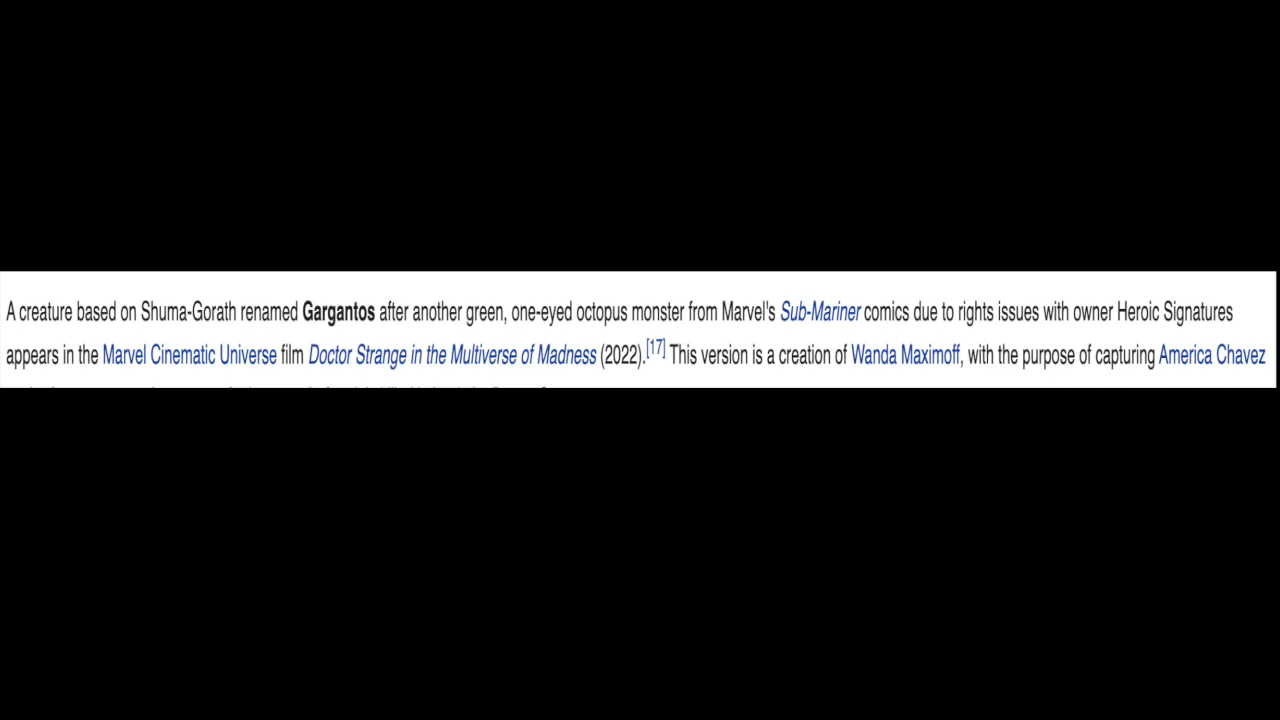 A creature based on Shuma-Gorath renamed Gargantos after another green, one-eyed octopus monster from Marvel's Sub-Mariner comics due to rights issues with owner Heroic Signatures
appears in the Marvel Cinematic Universe film Doctor Strange in the Multiverse of Madness (2022).[17] This version is a creation of Wanda Maximoff, with the purpose of capturing America Chavez